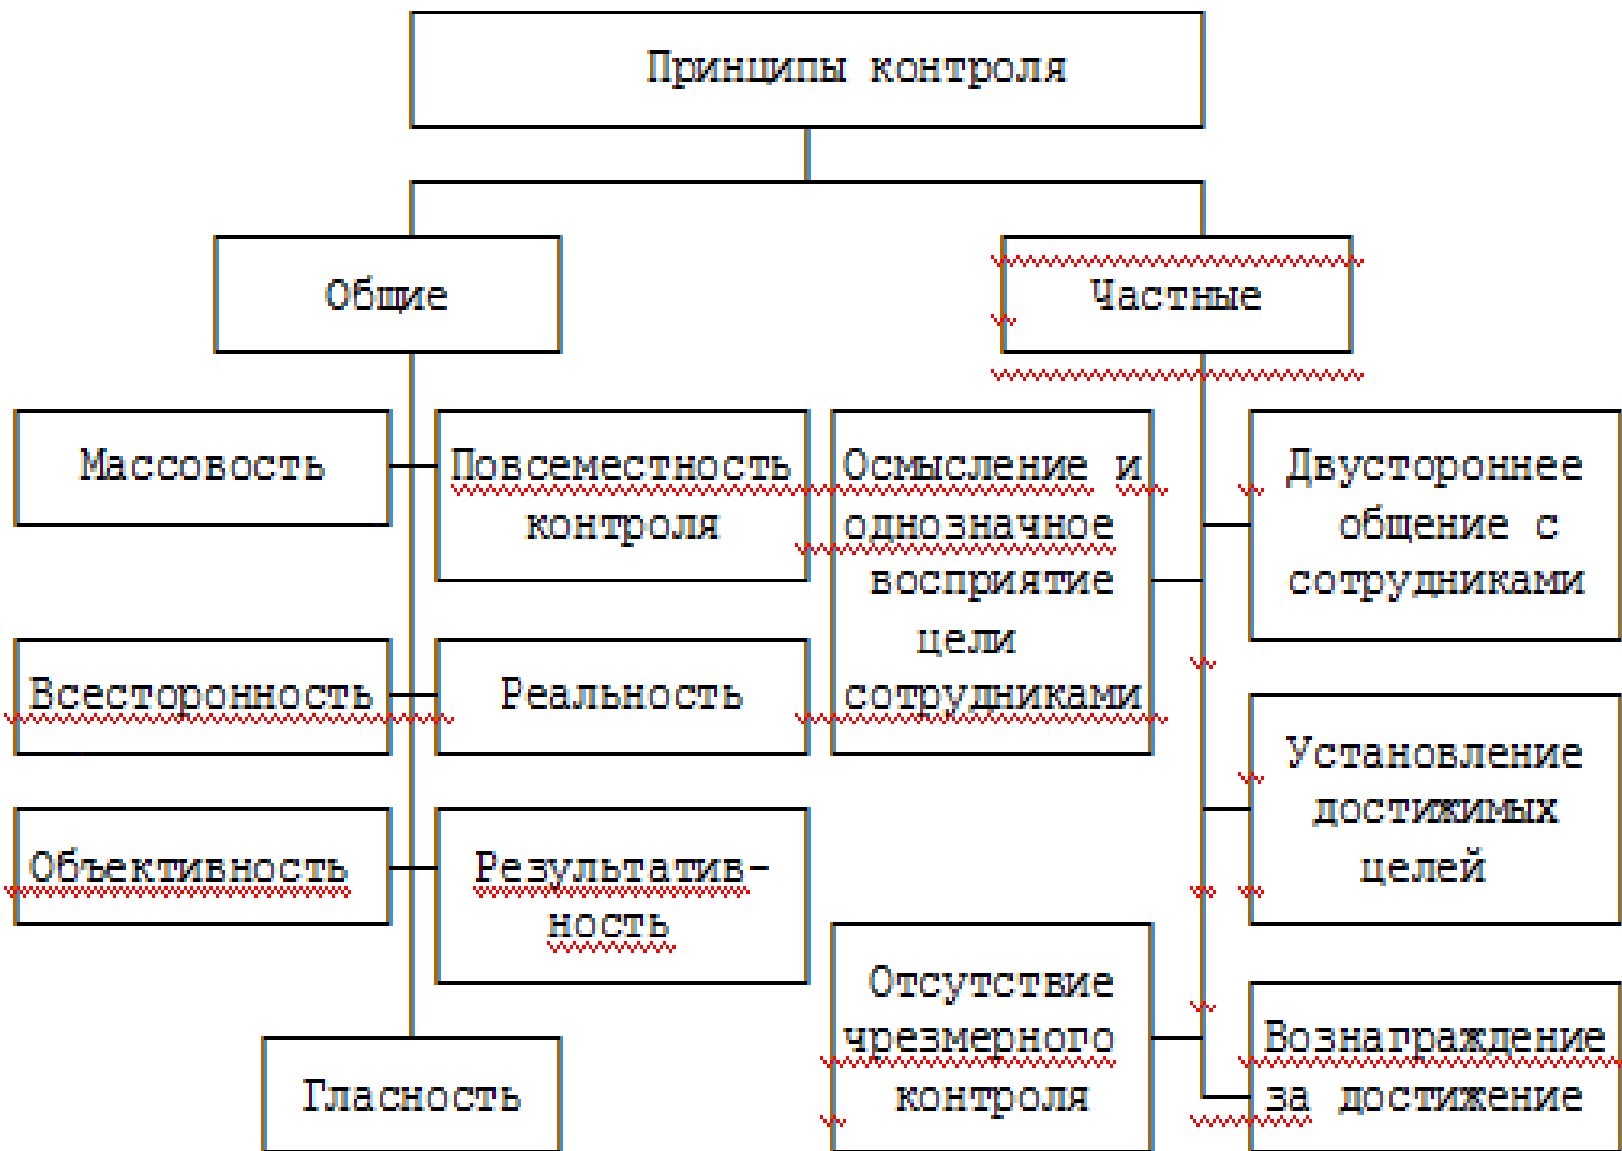 Принципы контроля
Общие
Частные
Массовость
Повсеместность
контроля
Всесторонность
Реальность
Объективность
Результатив-
ность
Гласность
Осмысление и
однозначное
восприятие
цели
сотрудниками
Двустороннее
общение с
сотрудниками
Установление
достижимых
целей
Отсутствие
чрезмерного
контроля
Вознаграждение
за достижение